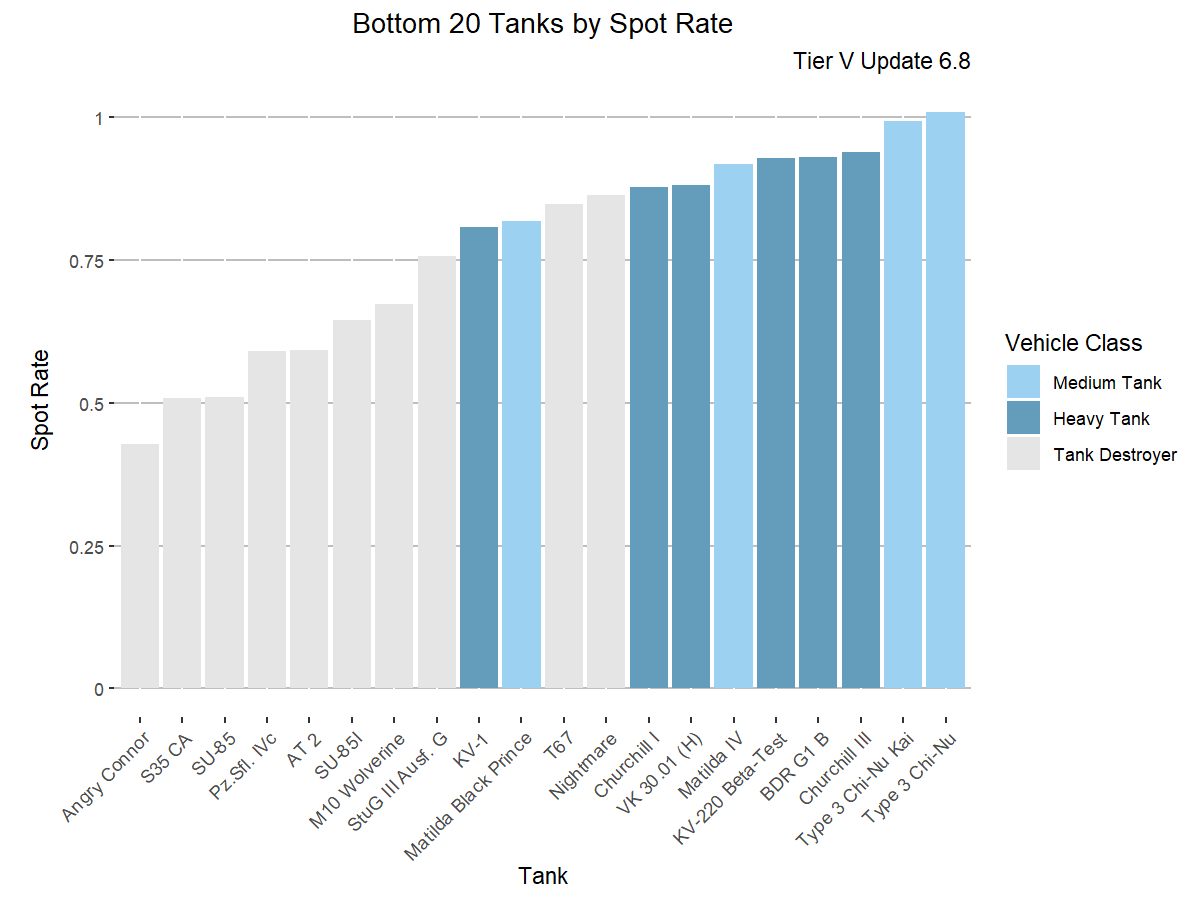 Bottom 20 Tanks by Spot Rate
Tier V Update 6.8
1
0.75
0.5
0.25
0
Spot Rate
Angry Connor
S35 CA
SU-85
Pz.Sfl. IVc
AT 2
SU-85I
M10 Wolverine
StuG III Ausf. G
KV-1
Matilda Black Prince
T67
Nightmare
Churchill I
VK 30.01 (H)
Matilda IV
KV-220 Beta-Test
BDR G1 B
Churchill III
Type 3 Chi-Nu Kai
Type 3 Chi-Nu
Tank
Vehicle Class
Medium Tank
Heavy Tank
Tank Destroyer